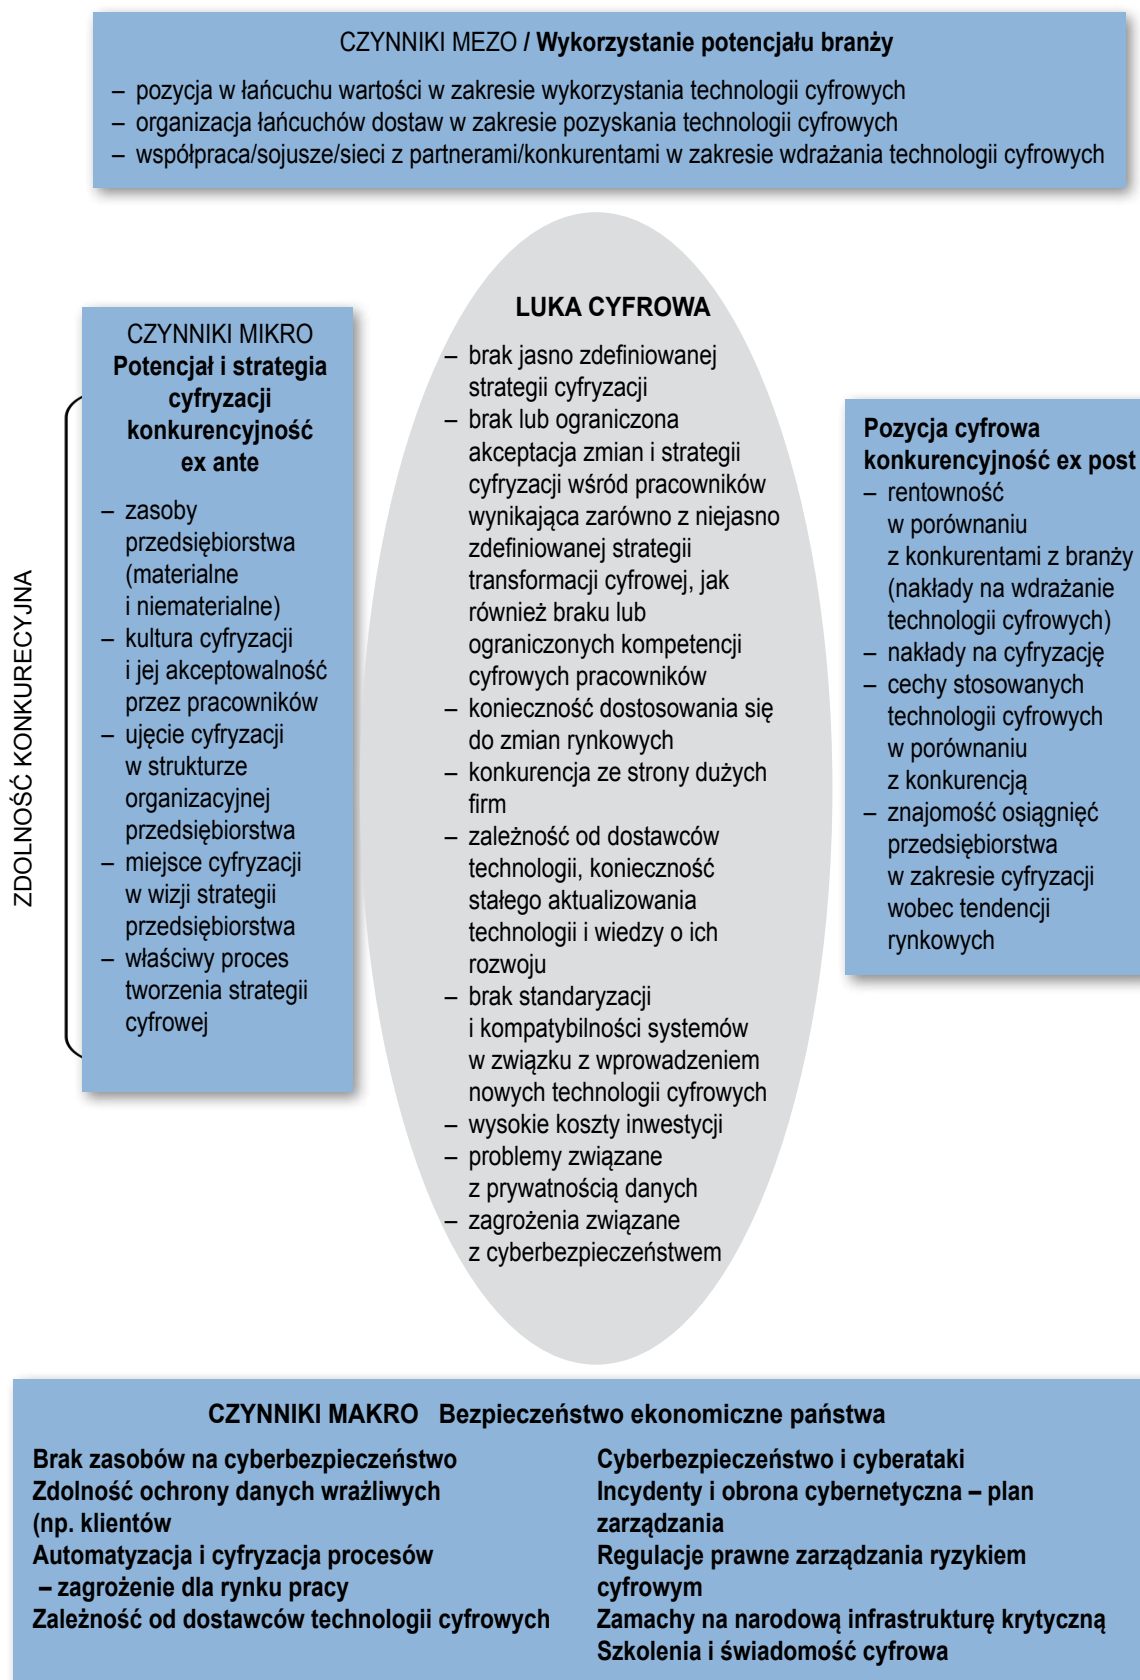 CZYNNIKI MEZO / Wykorzystanie potencjału branży
– pozycja w łańcuchu wartości w zakresie wykorzystania technologii cyfrowych
– organizacja łańcuchów dostaw w zakresie pozyskania technologii cyfrowych
– współpraca/sojusze/sieci z partnerami/konkurentami w zakresie wdrażania technologii cyfrowych
ZDOLNOŚĆ KONKURECYJNA
CZYNNIKI MIKRO
Potencjał i strategia
cyfryzacji
konkurencyjność
ex ante
– zasoby
przedsiębiorstwa
(materialne
i niematerialne)
– kultura cyfryzacji
i jej akceptowalność
przez pracowników
– ujęcie cyfryzacji
w strukturze
organizacyjnej
przedsiębiorstwa
– miejsce cyfryzacji
w wizji strategii
przedsiębiorstwa
– właściwy proces
tworzenia strategii
cyfrowej
LUKA CYFROWA
– brak jasno zdefiniowanej
strategii cyfryzacji
– brak lub ograniczona
akceptacja zmian i strategii
cyfryzacji wśród pracowników
wynikająca zarówno z niejasno
zdefiniowanej strategii
transformacji cyfrowej, jak
również braku lub
ograniczonych kompetencji
cyfrowych pracowników
– konieczność dostosowania się
do zmian rynkowych
– konkurencja ze strony dużych
firm
– zależność od dostawców
technologii, konieczność
stałego aktualizowania
technologii i wiedzy o ich
rozwoju
– brak standaryzacji
i kompatybilności systemów
w związku z wprowadzeniem
nowych technologii cyfrowych
– wysokie koszty inwestycji
– problemy związane
z prywatnością danych
– zagrożenia związane
z cyberbezpieczeństwem
Pozycja cyfrowa
konkurencyjność ex post
– rentowność
w porównaniu
z konkurentami z branży
(nakłady na wdrażanie
technologii cyfrowych)
– nakłady na cyfryzację
– cechy stosowanych
technologii cyfrowych
w porównaniu
z konkurencją
– znajomość osiągnięć
przedsiębiorstwa
w zakresie cyfryzacji
wobec tendencji
rynkowych
CZYNNIKI MAKRO Bezpieczeństwo ekonomiczne państwa
Brak zasobów na cyberbezpieczeństwo
Zdolność ochrony danych wrażliwych
(np. klientów
Automatyzacja i cyfryzacja procesów
– zagrożenie dla rynku pracy
Zależność od dostawców technologii cyfrowych
Cyberbezpieczeństwo i cyberataki
Incydenty i obrona cybernetyczna – plan
zarządzania
Regulacje prawne zarządzania ryzykiem
cyfrowym
Zamachy na narodową infrastrukturę krytyczną
Szkolenia i świadomość cyfrowa